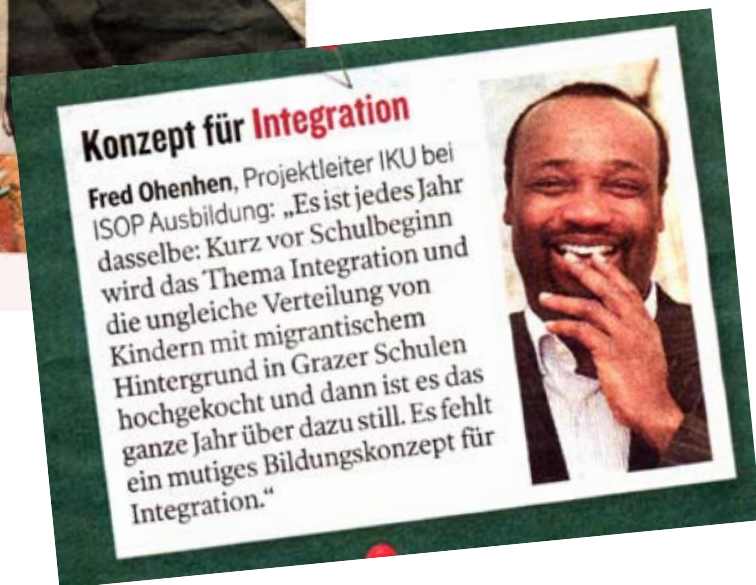 Konzept für Integration
Fred Ohenhen, Projektleiter IKU bei
ISOP Ausbildung: „Es ist jedes Jahr
dasselbe: Kurz vor Schulbeginn
wird das Thema Integration und
die ungleiche Verteilung von
Kindern mit migrantischem
Hintergrund in Grazer Schulen
hochgekocht und dann ist es das
ganze Jahr über dazu still. Es fehlt
ein mutiges Bildungskonzept für
Integration.“